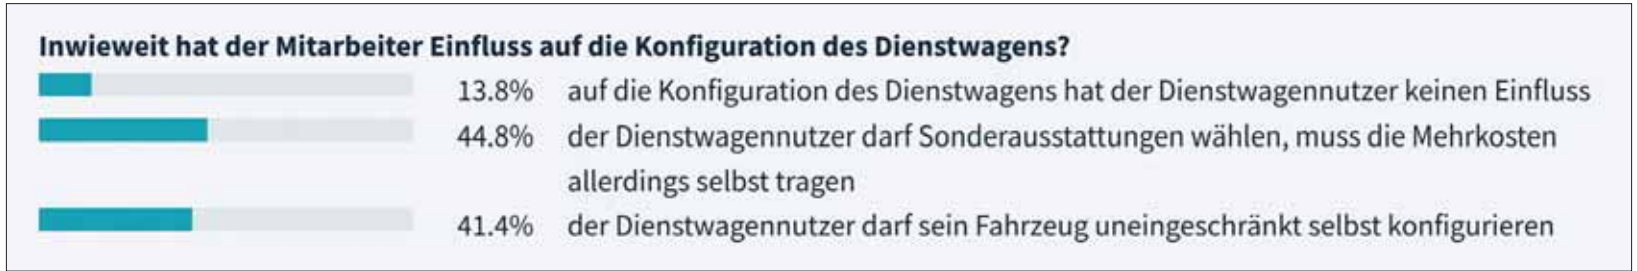 Inwieweit hat der Mitarbeiter Einfluss auf die Konfiguration des Dienstwagens?
13.8% auf die Konfiguration des Dienstwagens hat der Dienstwagennutzer keinen Einfluss
44.8% der Dienstwagennutzer darf Sonderausstattungen wählen, muss die Mehrkosten
allerdings selbst tragen
41.4% der Dienstwagennutzer darf sein Fahrzeug uneingeschränkt selbst konfigurieren